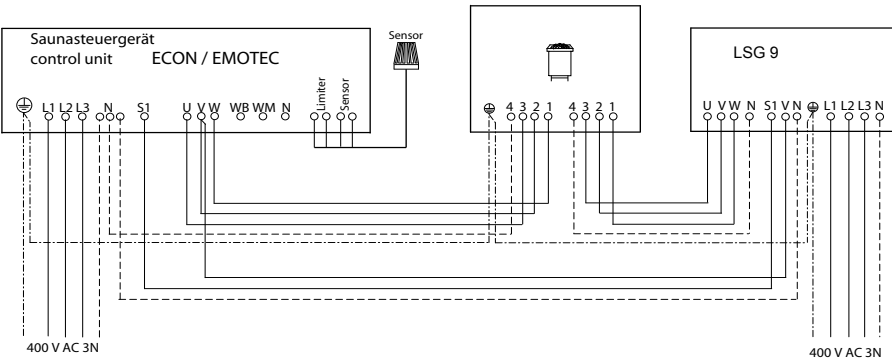 Saunasteuergerät
control unit ECON / EMOTEC
L1 L2 L3 N S1 U V W WB WM N Limiter Sensor
Sensor
4 3 2 1 4 3 2 1
LSG 9
U V W N S1 V N L1 L2 L3 N
400 V AC 3N
400 V AC 3N